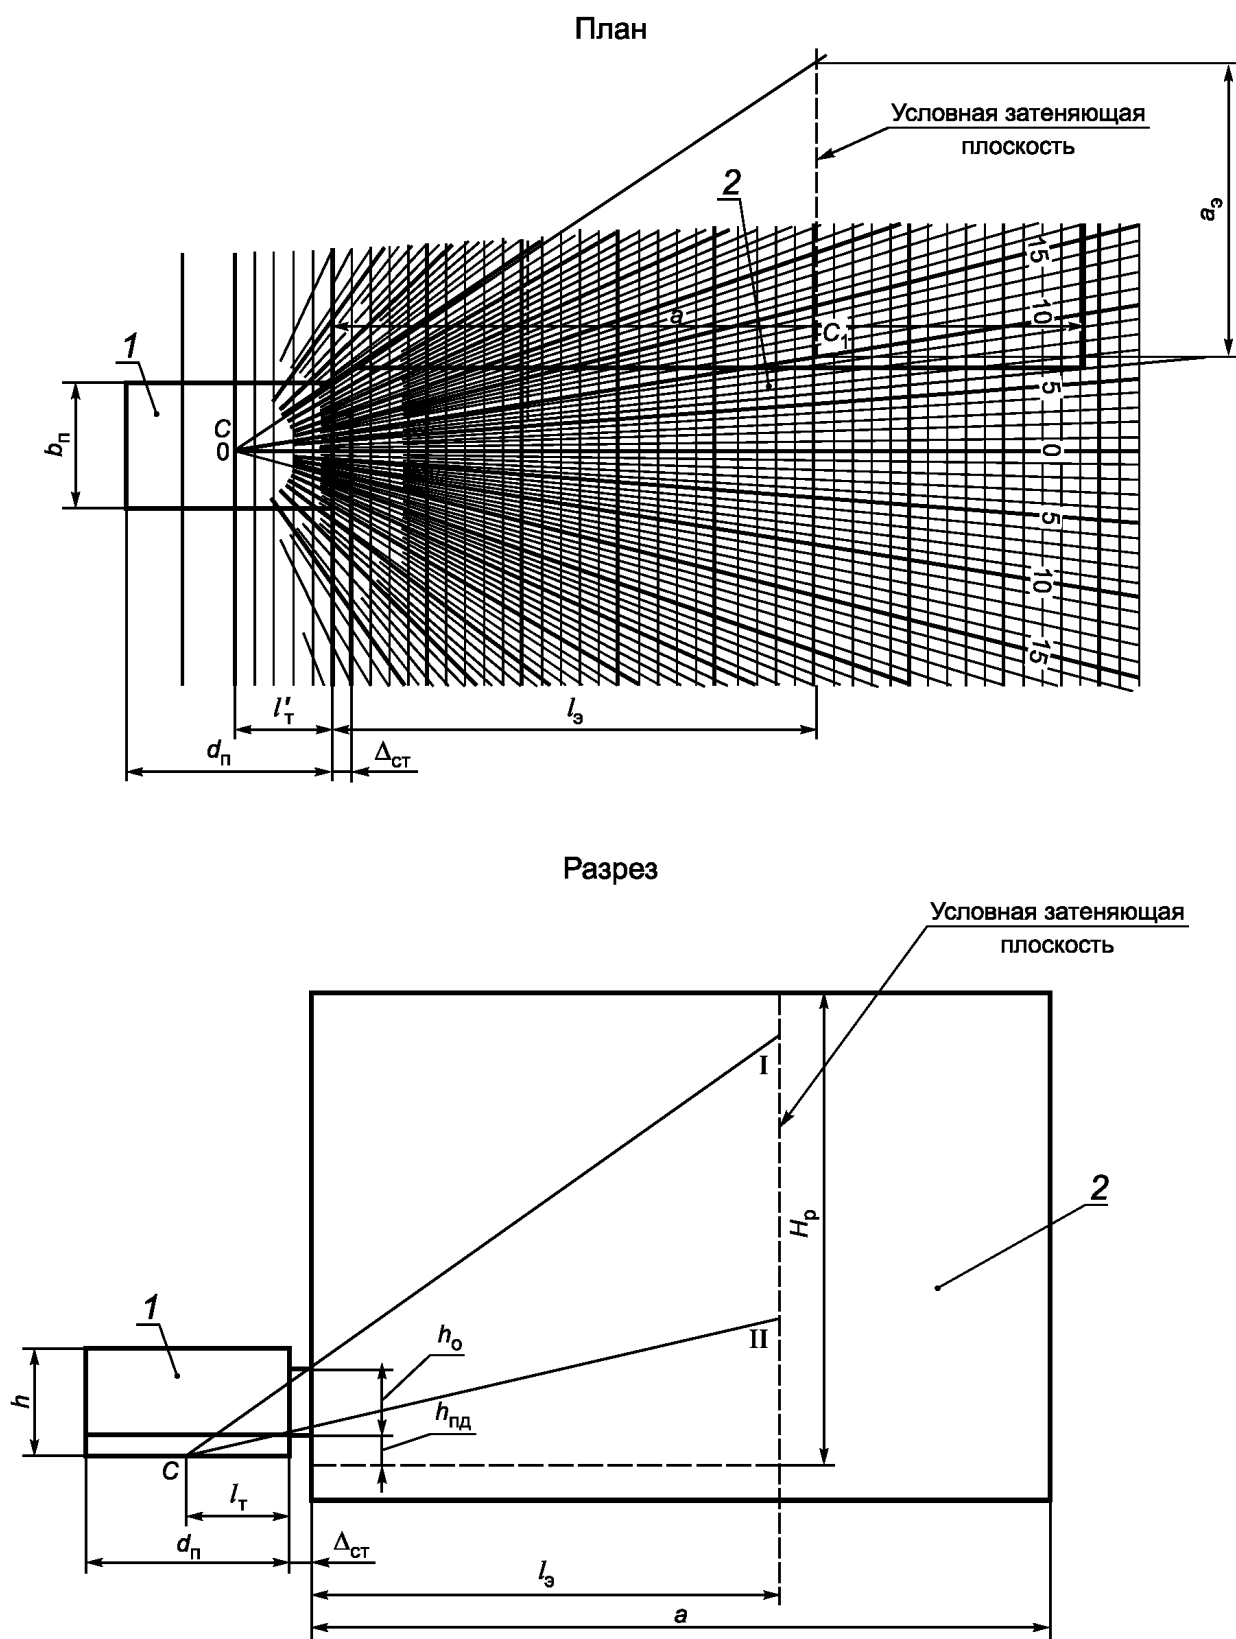 План
Условная затеняющая
плоскость
2
aэ
15
10
a
C₁
1
5
C
0
0
bп
5
10
15
l′т
lэ
dп
Δст
Разрез
Условная затеняющая
плоскость
I
2
Hр
1
hо
II
h
hпд
C
lт
dп
Δст
lэ
a